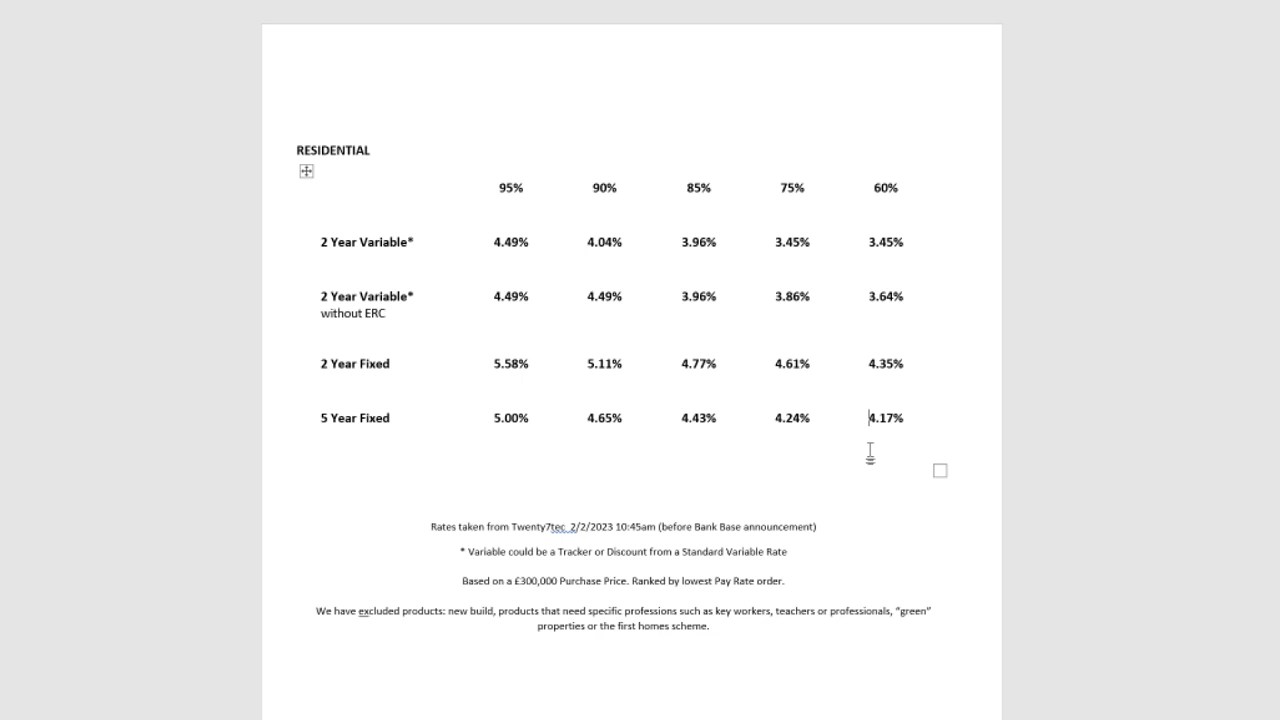 RESIDENTIAL
95% 90% 85% 75% 60%
2 Year Variable* 4.49% 4.04% 3.96% 3.45% 3.45%
2 Year Variable* 4.49% 4.49% 3.96% 3.86% 3.64%
without ERC
2 Year Fixed 5.58% 5.11% 4.77% 4.61% 4.35%
5 Year Fixed 5.00% 4.65% 4.43% 4.24% 4.17%
Rates taken from Twenty7tec 2/2/2023 10:45am (before Bank Base announcement)
* Variable could be a Tracker or Discount from a Standard Variable Rate
Based on a £300,000 Purchase Price. Ranked by lowest Pay Rate order.
We have excluded products: new build, products that need specific professions such as key workers, teachers or professionals, “green”
properties or the first homes scheme.